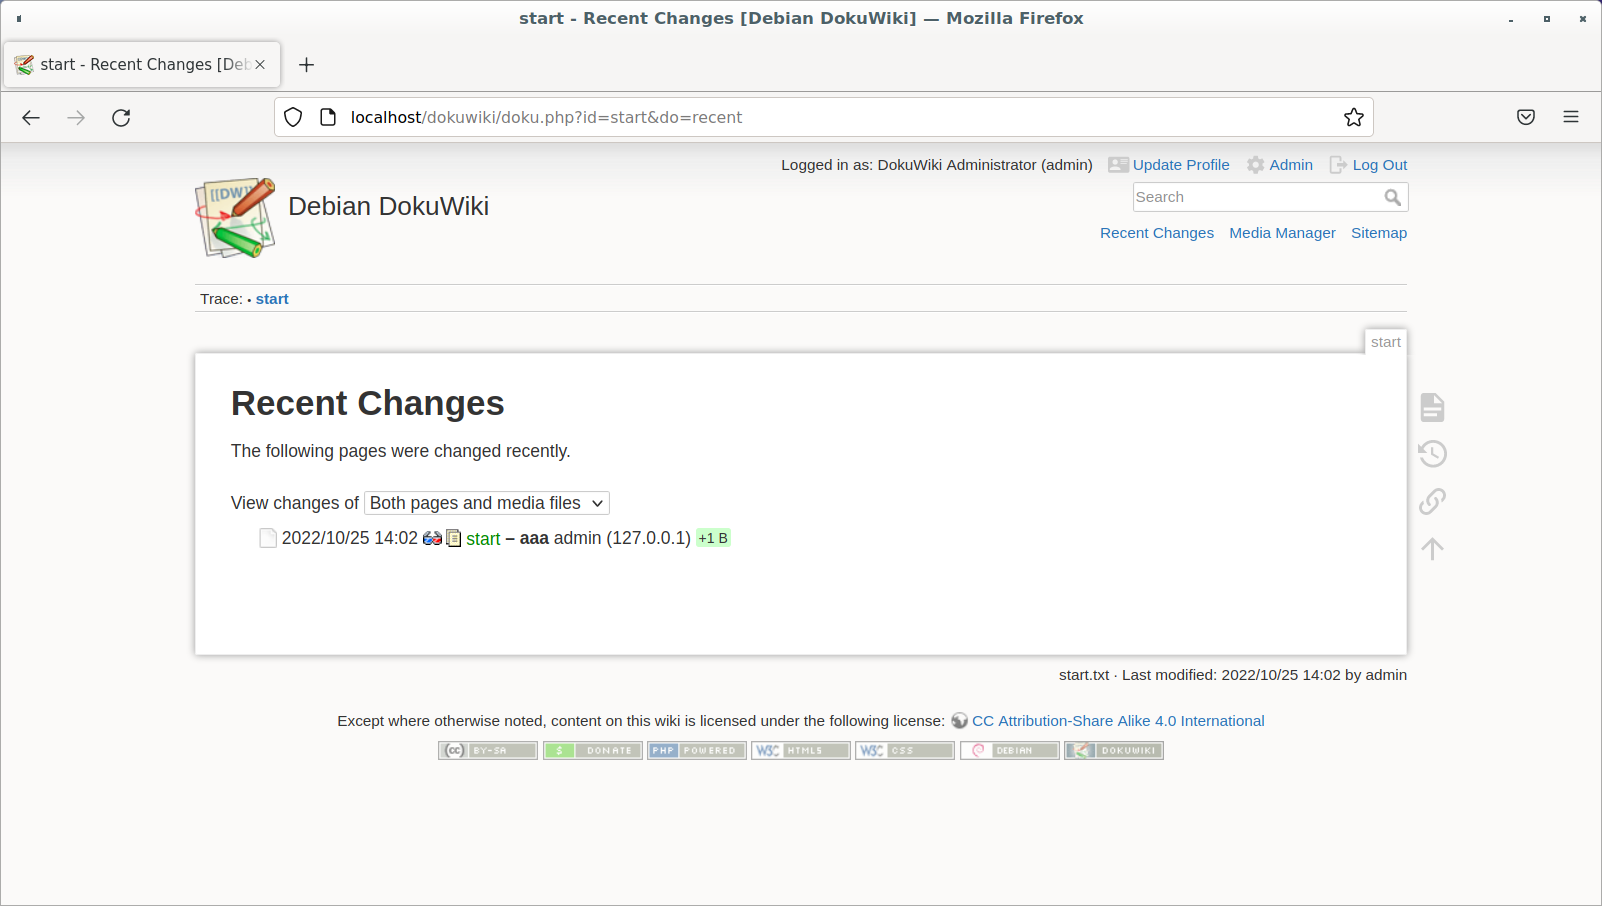 start - Recent Changes [Debian DokuWiki] — Mozilla Firefox
start - Recent Changes [Deb
localhost/dokuwiki/doku.php?id=start&do=recent
Logged in as: DokuWiki Administrator (admin) Update Profile Admin Log Out
[[DW]]
Debian DokuWiki
Search
Recent Changes Media Manager Sitemap
Trace: • start
start
Recent Changes
The following pages were changed recently.
View changes of Both pages and media files
2022/10/25 14:02 start – aaa admin (127.0.0.1) +1 B
start.txt · Last modified: 2022/10/25 14:02 by admin
Except where otherwise noted, content on this wiki is licensed under the following license: CC Attribution-Share Alike 4.0 International
(cc) BY-SA $ DONATE PHP POWERED W3C HTML5 W3C CSS DEBIAN DOKUWIKI